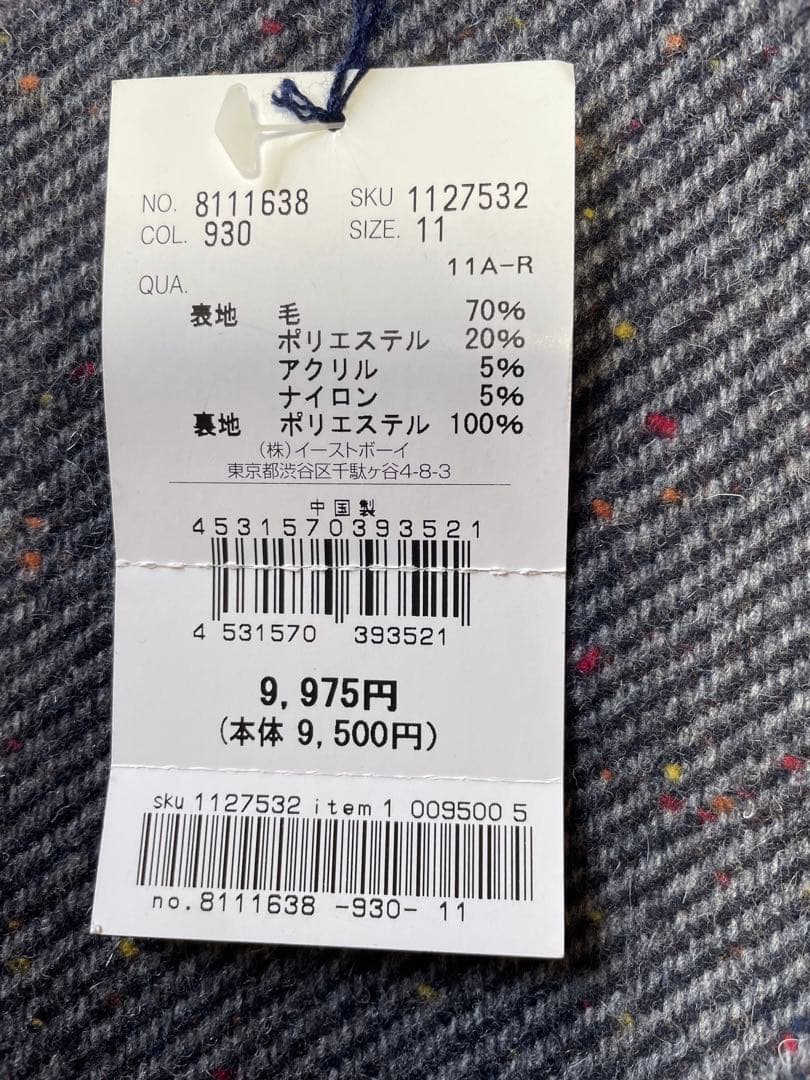 NO. 8111638 SKU 1127532
COL. 930 SIZE. 11
11A-R
QUA.
表地 毛 70%
ポリエステル 20%
アクリル 5%
ナイロン 5%
裏地 ポリエステル 100%
(株)イーストボーイ
東京都渋谷区千駄ヶ谷4-8-3
中国製
4531570393521
4 531570 393521
9,975円
(本体 9,500円)
sku 1127532 item1 009500 5
no.8111638 -930- 11